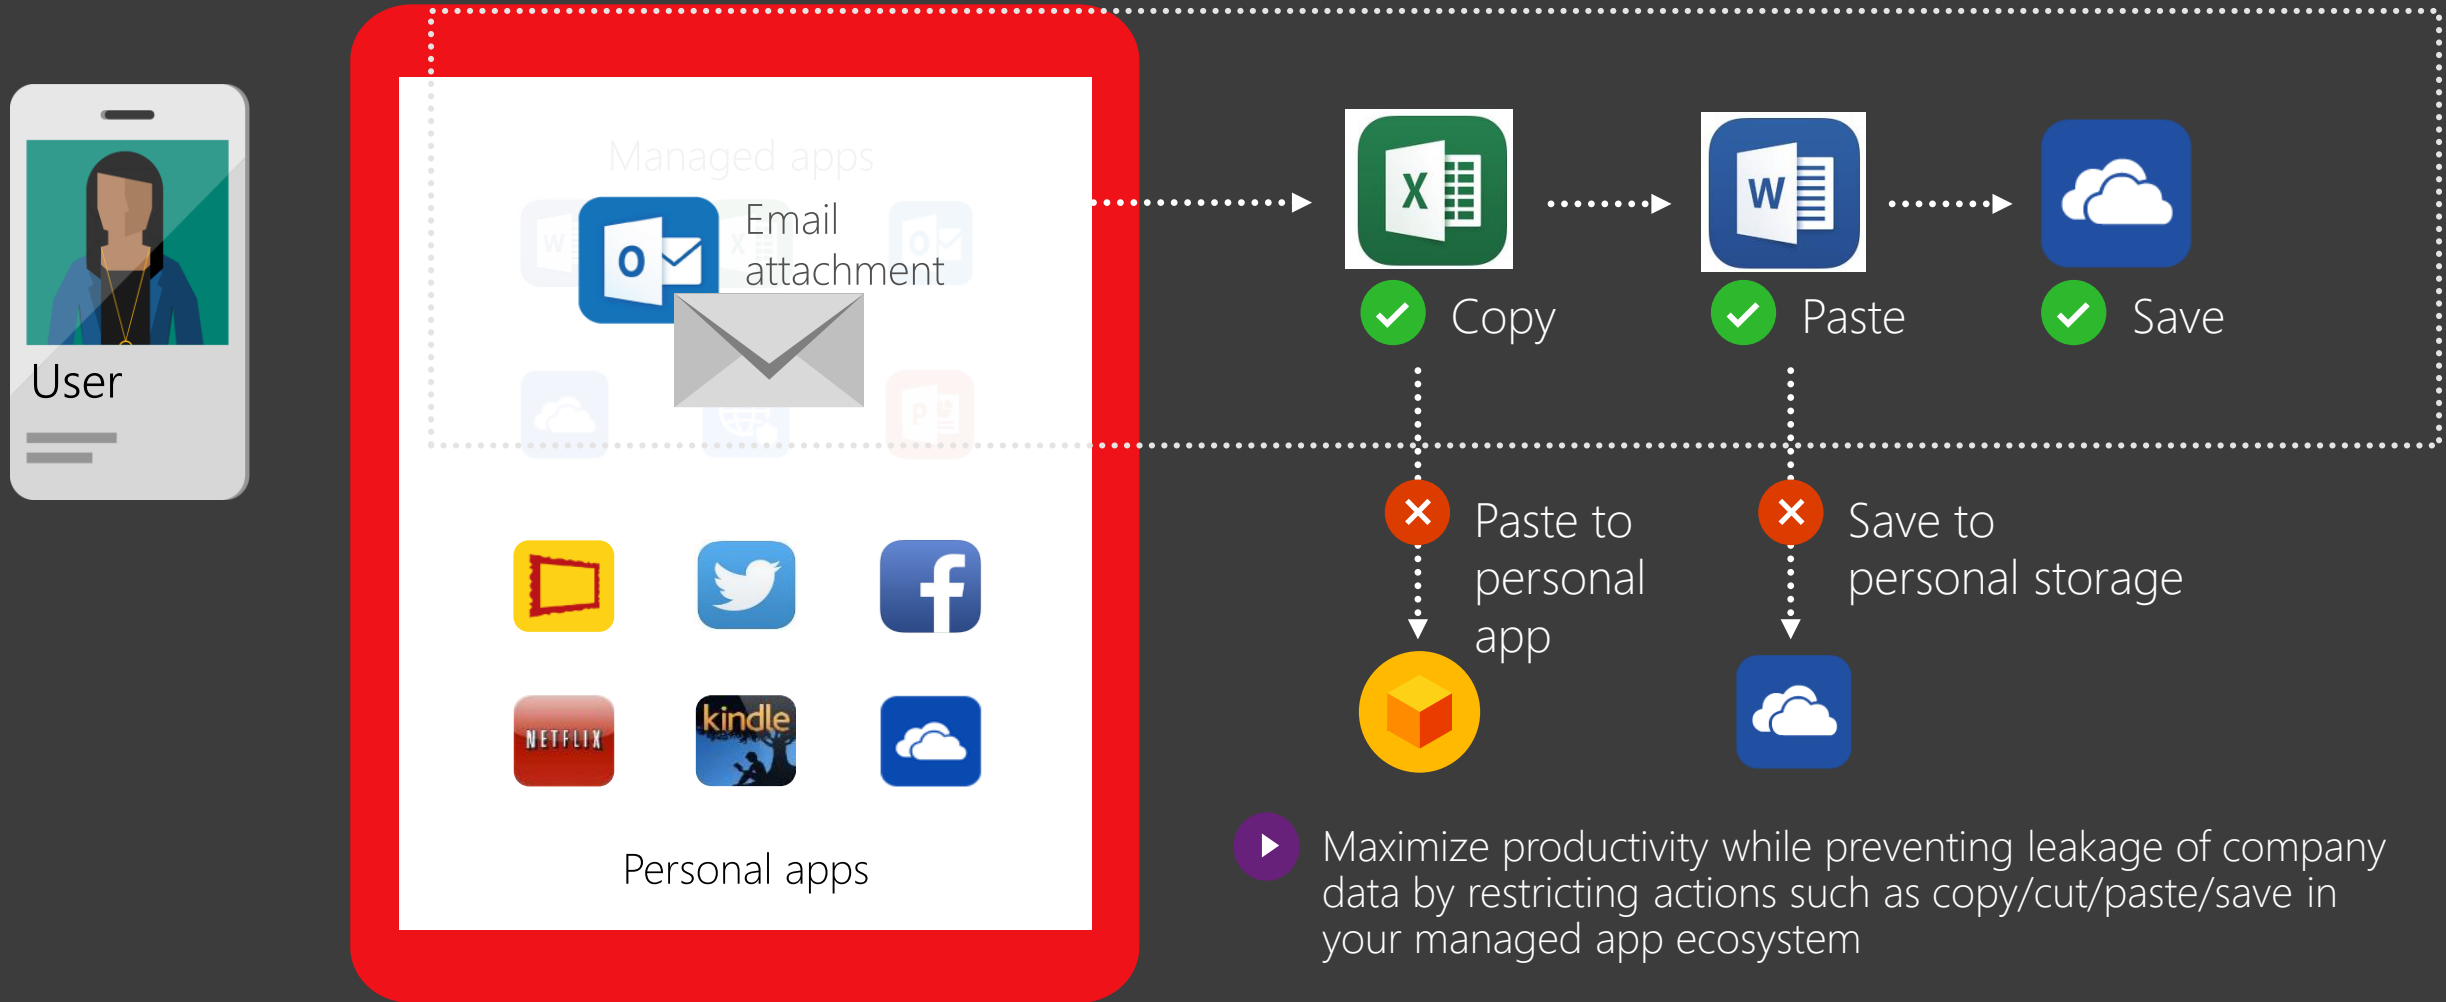 User
Managed apps
Email
attachment
W
X
O
O
P
NETFLIX
kindle
Personal apps
X
W
Copy
Paste
Save
Paste to
personal
app
Save to
personal storage
Maximize productivity while preventing leakage of company
data by restricting actions such as copy/cut/paste/save in
your managed app ecosystem